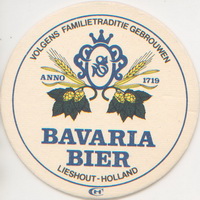 VOLGENS FAMILIETRADITIE GEBROUWEN
ANNO 1719
BAVARIA
BIER
LIESHOUT-HOLLAND